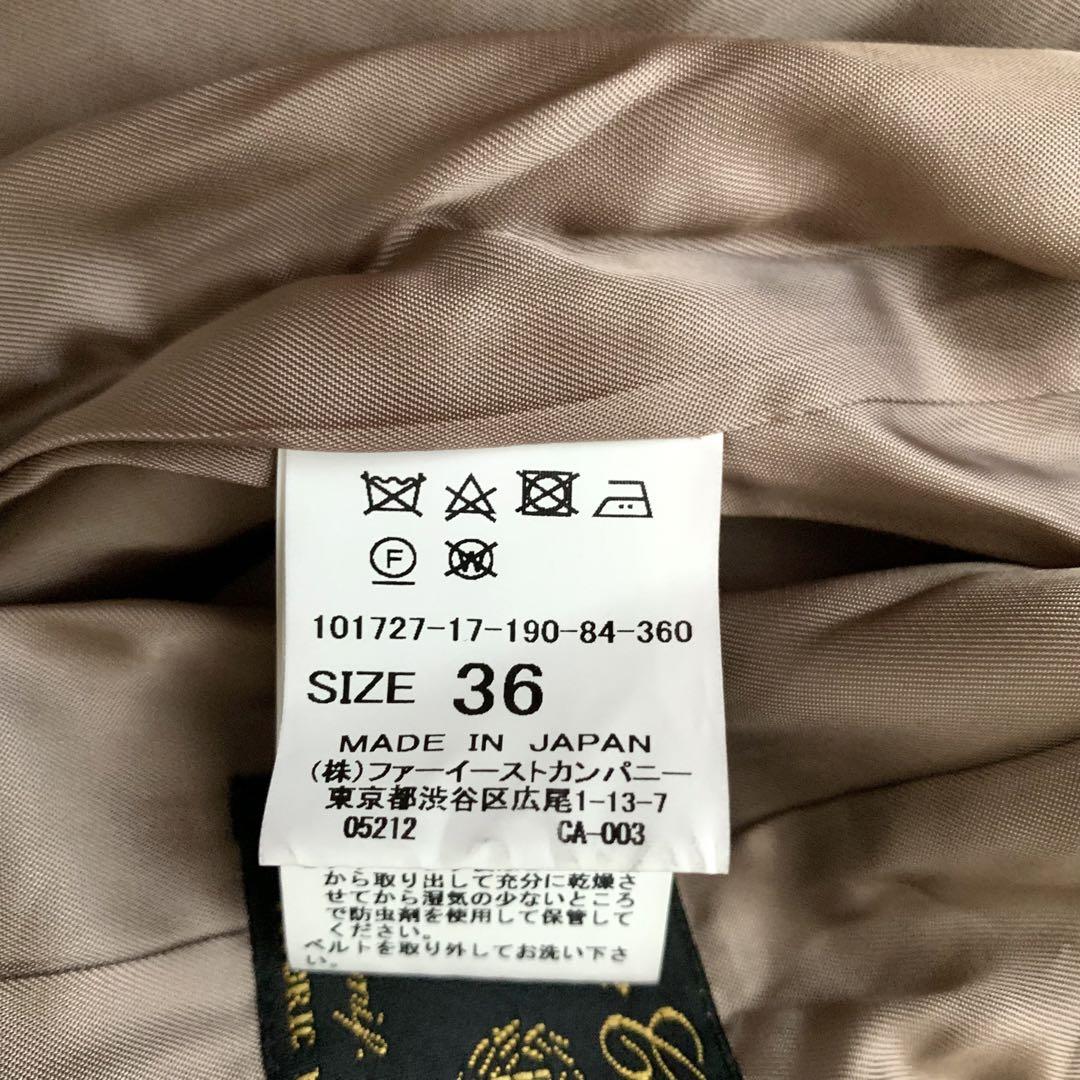 F W
101727-17-190-84-360
SIZE 36
MADE IN JAPAN
(株)ファーイーストカンパニー
東京都渋谷区広尾1-13-7
05212 CA-003
から取り出して充分に乾燥さ
せてから湿気の少ないところ
で防虫剤を使用して保管して
ください。
ベルトを取り外してお洗い下さ
い。